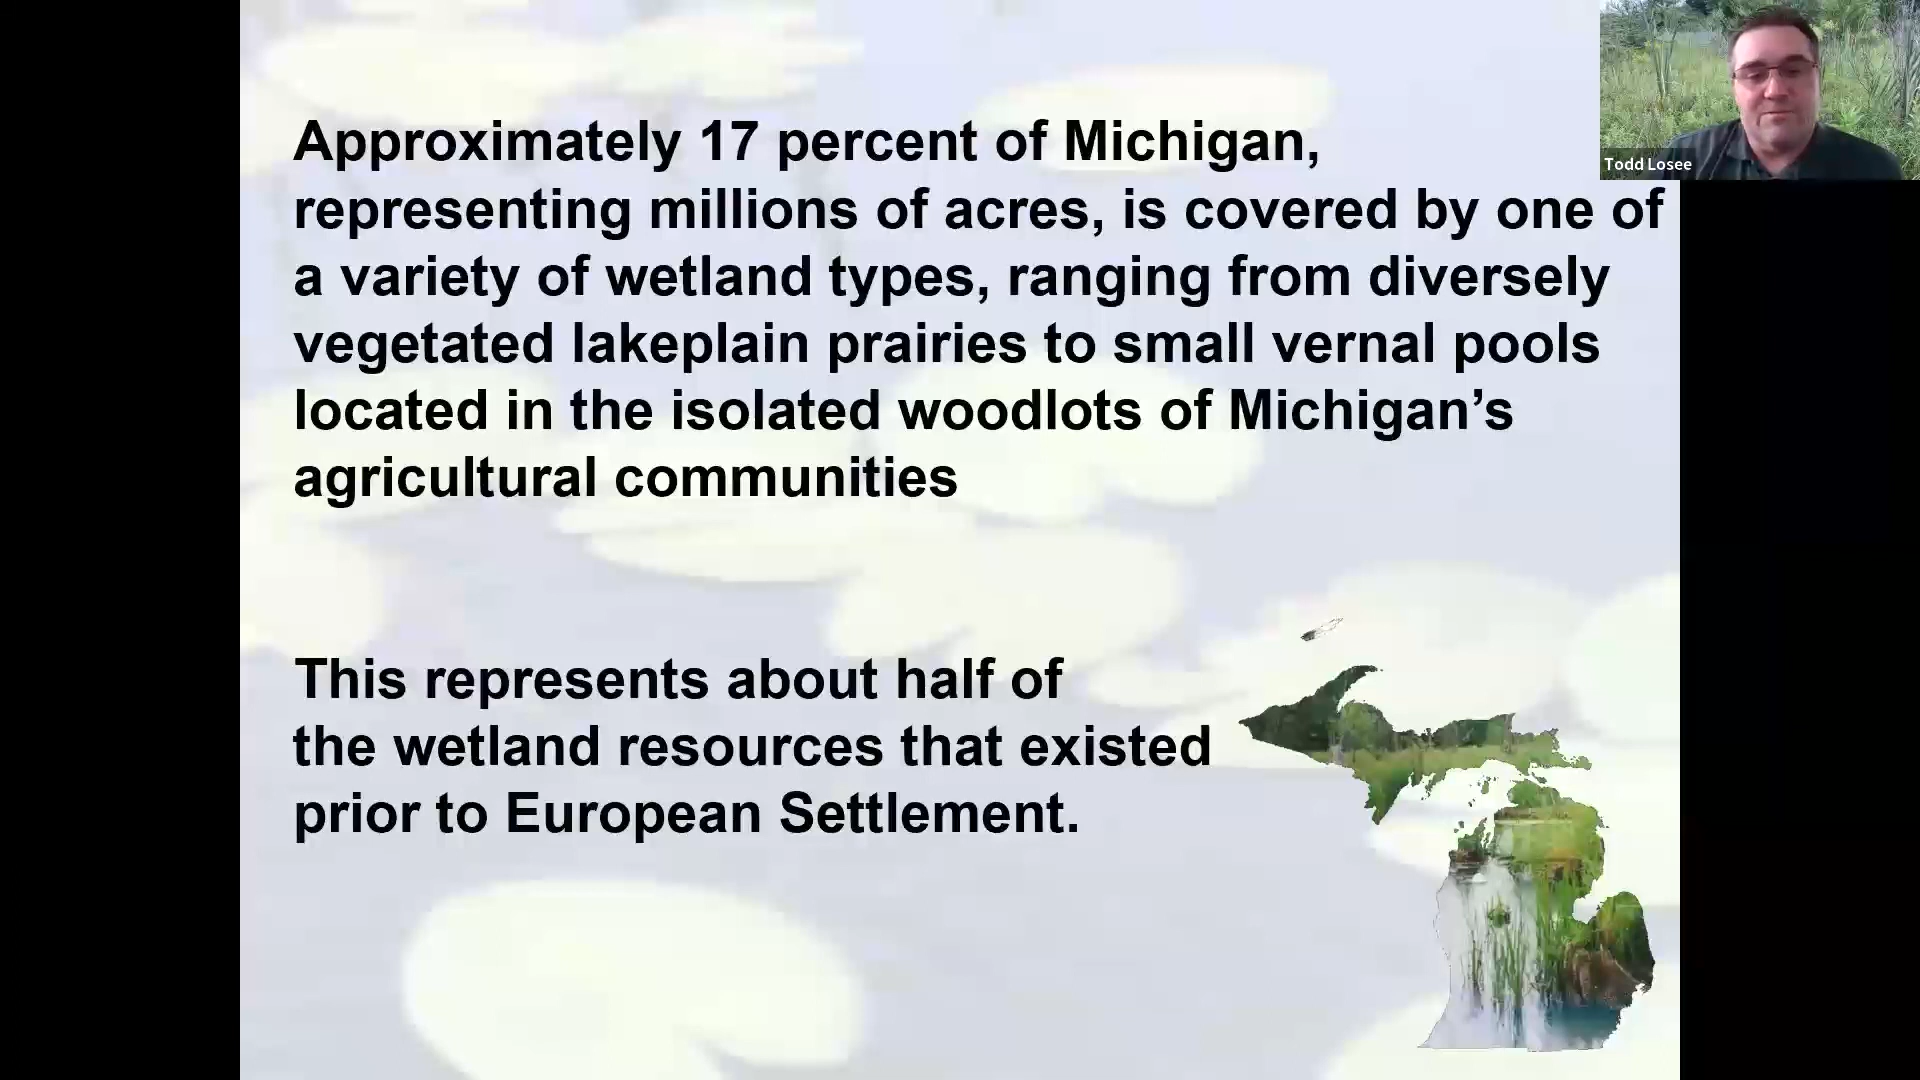 Approximately 17 percent of Michigan,
representing millions of acres, is covered by one of
a variety of wetland types, ranging from diversely
vegetated lakeplain prairies to small vernal pools
located in the isolated woodlots of Michigan’s
agricultural communities
This represents about half of
the wetland resources that existed
prior to European Settlement.
Todd Losee